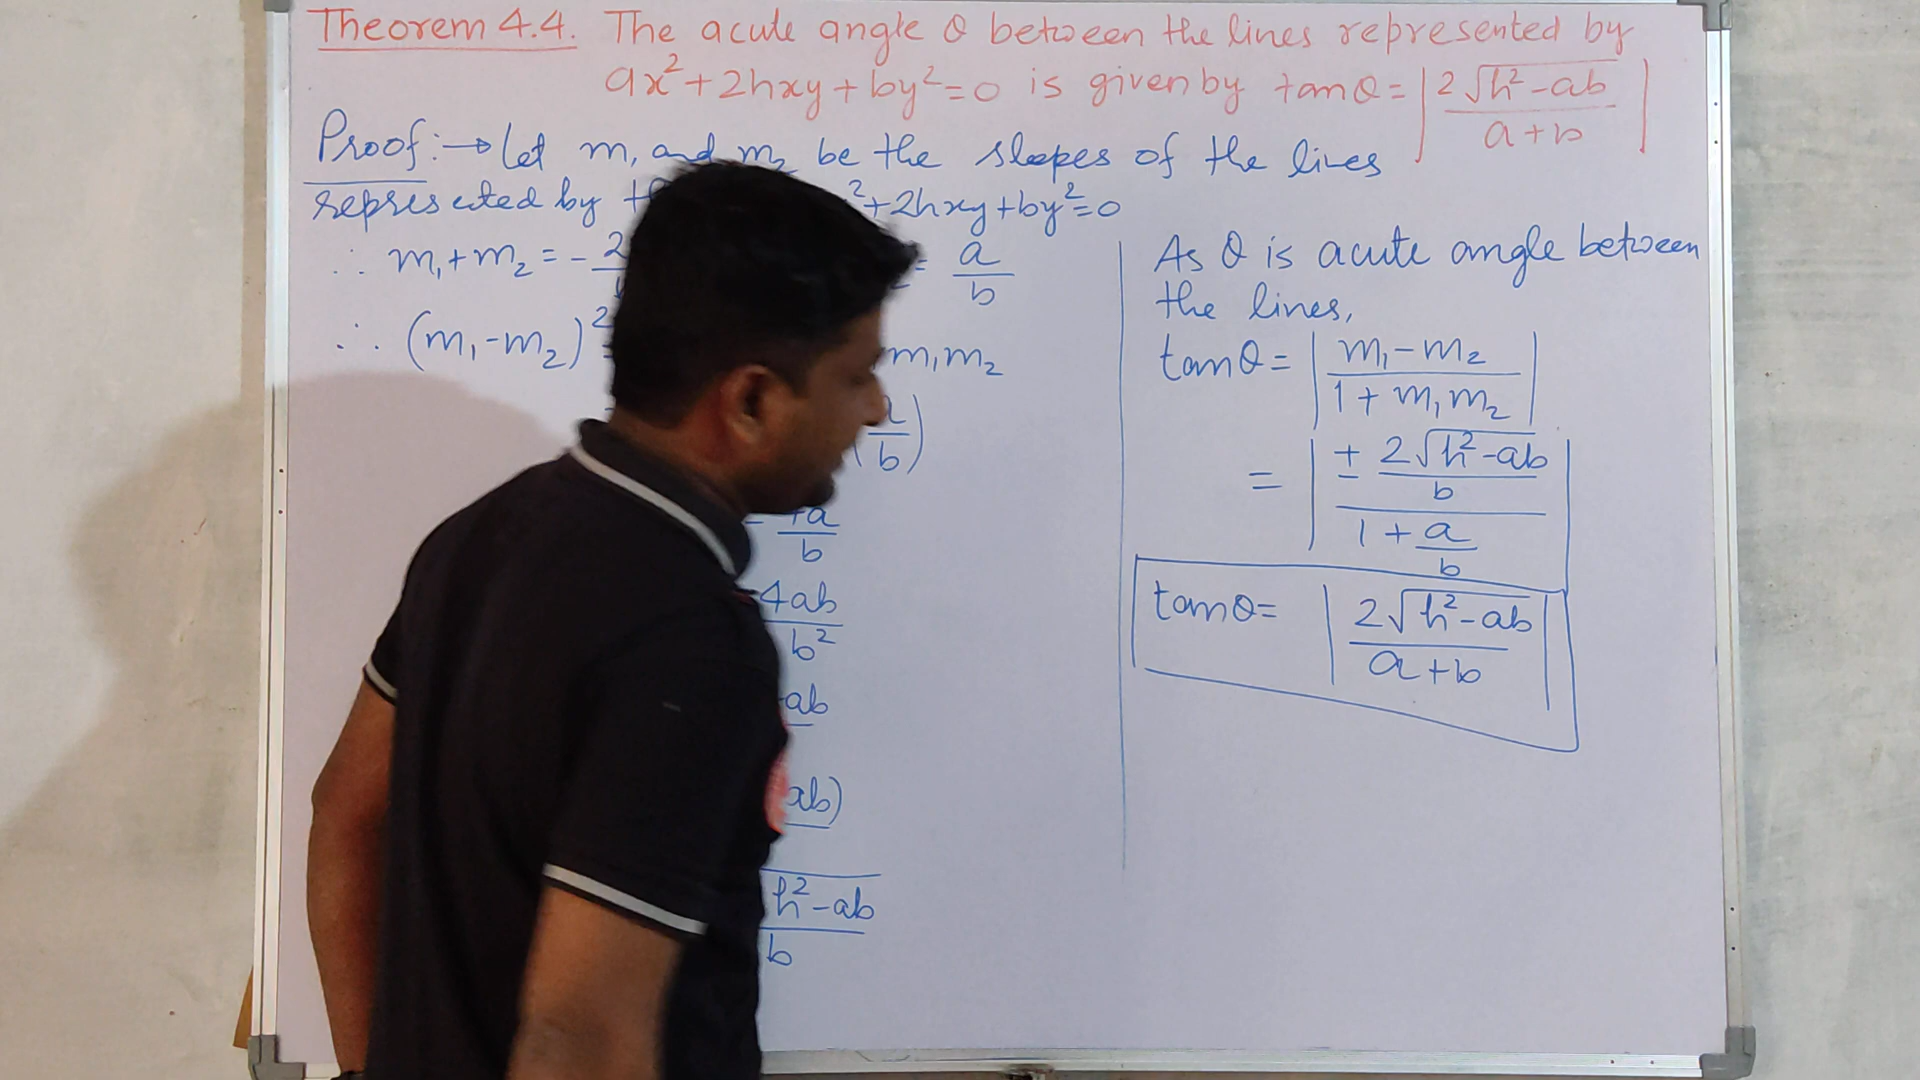 Theorem 4.4. The acute angle θ between the lines represented by
ax²+2hxy+by²=0 is given by tanθ=|2√h²-ab / a+b|
Proof:→ Let m₁ and m₂ be the slopes of the lines
represented by ²+2hxy+by²=0
∴ m₁+m₂=-2 = a/b
∴ (m₁-m₂)² m₁m₂
/b)
a/b
4ab/b²
ab
ab)
h²-ab/b
As θ is acute angle between
the lines,
tanθ= |m₁-m₂ / 1+m₁m₂|
= |± 2√h²-ab/b / 1+a/b|
tanθ= |2√h²-ab / a+b|